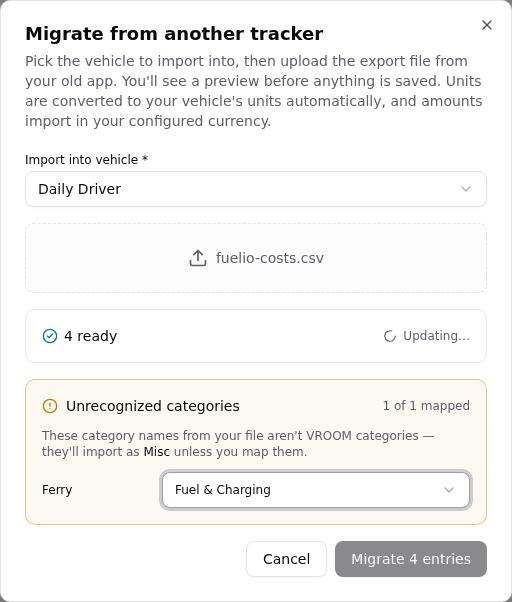 Migrate from another tracker
Pick the vehicle to import into, then upload the export file from
your old app. You'll see a preview before anything is saved. Units
are converted to your vehicle's units automatically, and amounts
import in your configured currency.
Import into vehicle *
Daily Driver
fuelio-costs.csv
4 ready
Updating...
Unrecognized categories
1 of 1 mapped
These category names from your file aren't VROOM categories —
they'll import as Misc unless you map them.
Ferry
Fuel & Charging
Cancel
Migrate 4 entries